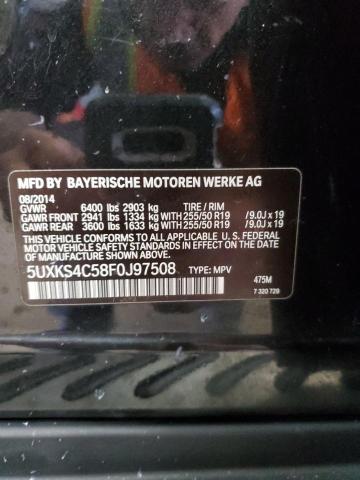 MFD BY BAYERISCHE MOTOREN WERKE AG
08/2014
GVWR 6400 lbs 2903 kg TIRE / RIM
GAWR FRONT 2941 lbs 1334 kg WITH 255/50 R19 /9.0J x 19
GAWR REAR 3600 lbs 1633 kg WITH 255/50 R19 /9.0J x 19
THIS VEHICLE CONFORMS TO ALL APPLICABLE FEDERAL
MOTOR VEHICLE SAFETY STANDARDS IN EFFECT ON THE
DATE OF MANUFACTURE SHOWN ABOVE.
5UXKS4C58F0J97508 TYPE: MPV
475M
7 320 729